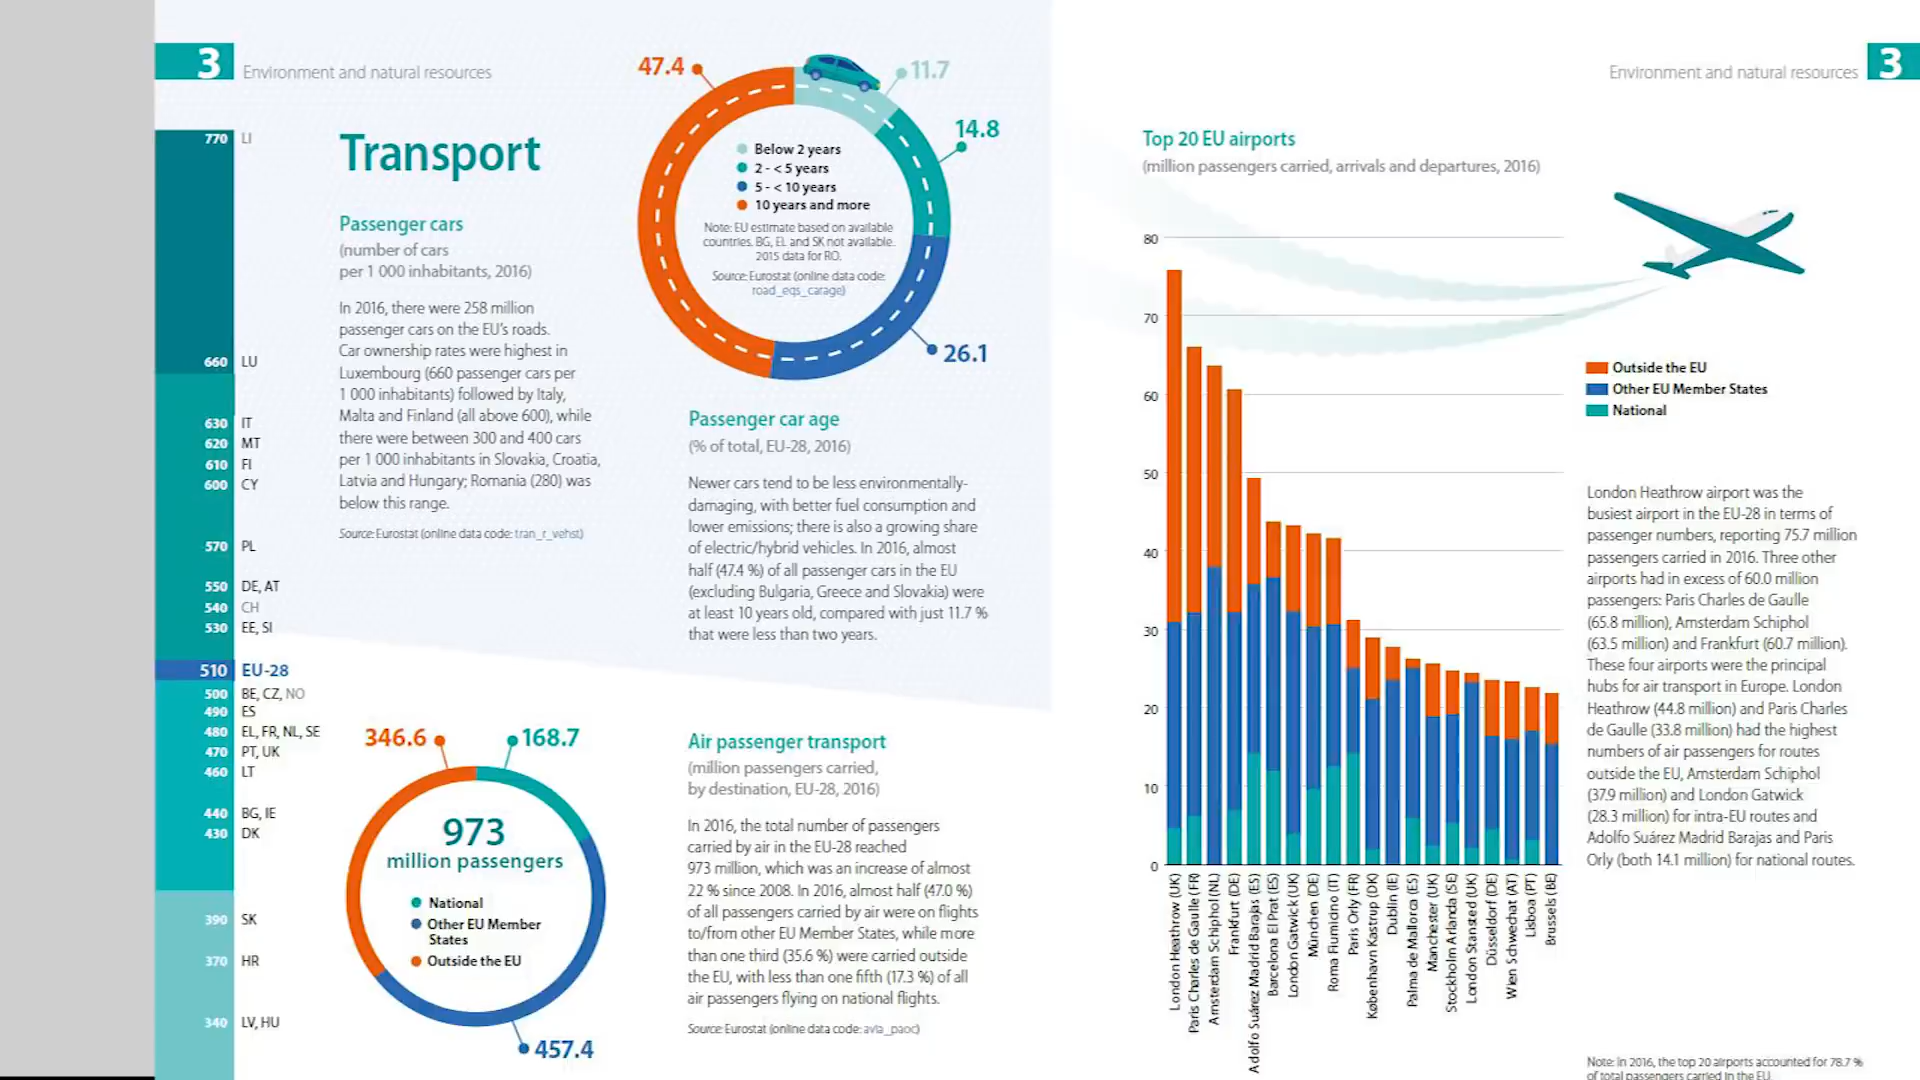 3
Environment and natural resources
770 LI
660 LU
630 IT
620 MT
610 FI
600 CY
570 PL
550 DE, AT
540 CH
530 EE, SI
510 EU-28
500 BE, CZ, NO
490 ES
480 EL, FR, NL, SE
470 PT, UK
460 LT
440 BG, IE
430 DK
390 SK
370 HR
340 LV, HU
Transport
Passenger cars
(number of cars
per 1 000 inhabitants, 2016)
In 2016, there were 258 million
passenger cars on the EU's roads.
Car ownership rates were highest in
Luxembourg (660 passenger cars per
1 000 inhabitants) followed by Italy,
Malta and Finland (all above 600), while
there were between 300 and 400 cars
per 1 000 inhabitants in Slovakia, Croatia,
Latvia and Hungary; Romania (280) was
below this range.
Source: Eurostat (online data code: tran_r_vehst)
47.4
11.7
14.8
26.1
Below 2 years
2 - < 5 years
5 - < 10 years
10 years and more
Note: EU estimate based on available
countries. BG, EL and SK not available.
2015 data for RO.
Source: Eurostat (online data code:
road_eqs_carage)
Passenger car age
(% of total, EU-28, 2016)
Newer cars tend to be less environmentally-
damaging, with better fuel consumption and
lower emissions; there is also a growing share
of electric/hybrid vehicles. In 2016, almost
half (47.4 %) of all passenger cars in the EU
(excluding Bulgaria, Greece and Slovakia) were
at least 10 years old, compared with just 11.7 %
that were less than two years.
346.6
168.7
973
million passengers
National
Other EU Member
States
Outside the EU
457.4
Air passenger transport
(million passengers carried,
by destination, EU-28, 2016)
In 2016, the total number of passengers
carried by air in the EU-28 reached
973 million, which was an increase of almost
22 % since 2008. In 2016, almost half (47.0 %)
of all passengers carried by air were on flights
to/from other EU Member States, while more
than one third (35.6 %) were carried outside
the EU, with less than one fifth (17.3 %) of all
air passengers flying on national flights.
Source: Eurostat (online data code: avia_paoc)
Environment and natural resources
3
Top 20 EU airports
(million passengers carried, arrivals and departures, 2016)
80
70
60
50
40
30
20
10
0
London Heathrow (UK)
Paris Charles de Gaulle (FR)
Amsterdam Schiphol (NL)
Frankfurt (DE)
Adolfo Suárez Madrid Barajas (ES)
Barcelona El Prat (ES)
London Gatwick (UK)
München (DE)
Roma Fiumicino (IT)
Paris Orly (FR)
København Kastrup (DK)
Dublin (IE)
Palma de Mallorca (ES)
Manchester (UK)
Stockholm Arlanda (SE)
London Stansted (UK)
Düsseldorf (DE)
Wien Schwechat (AT)
Lisboa (PT)
Brussels (BE)
Outside the EU
Other EU Member States
National
London Heathrow airport was the
busiest airport in the EU-28 in terms of
passenger numbers, reporting 75.7 million
passengers carried in 2016. Three other
airports had in excess of 60.0 million
passengers: Paris Charles de Gaulle
(65.8 million), Amsterdam Schiphol
(63.5 million) and Frankfurt (60.7 million).
These four airports were the principal
hubs for air transport in Europe. London
Heathrow (44.8 million) and Paris Charles
de Gaulle (33.8 million) had the highest
numbers of air passengers for routes
outside the EU, Amsterdam Schiphol
(37.9 million) and London Gatwick
(28.3 million) for intra-EU routes and
Adolfo Suárez Madrid Barajas and Paris
Orly (both 14.1 million) for national routes.
Note: In 2016, the top 20 airports accounted for 78.7 %
of total passengers carried in the EU.